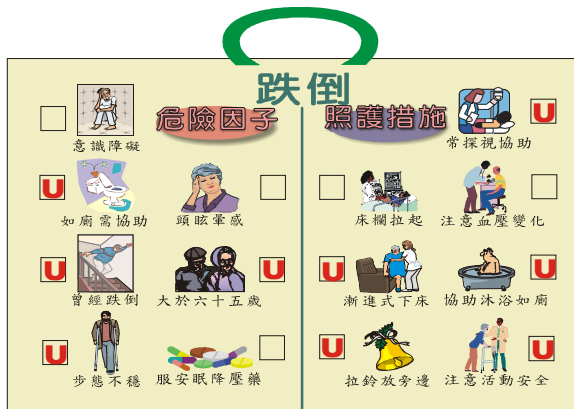 跌倒
危險因子
U
意識障礙
U
如廁需協助
頭眩暈感
U
曾經跌倒
U
大於六十五歲
U
步態不穩
服安眠降壓藥
照護措施
U
常探視協助
床欄拉起
注意血壓變化
U
漸進式下床
U
協助沐浴如廁
U
拉鈴放旁邊
U
注意活動安全